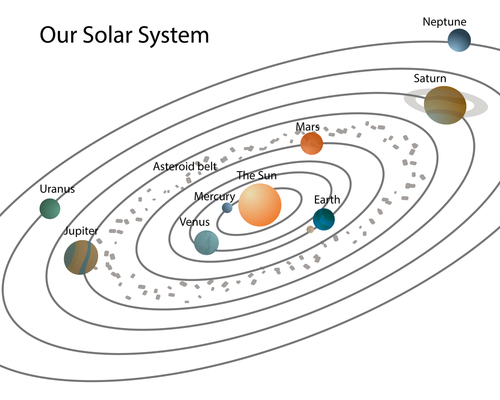 Neptune
Our Solar System
Saturn
Mars
Asteroid belt
The Sun
Uranus
Mercury
Earth
Venus
Jupiter